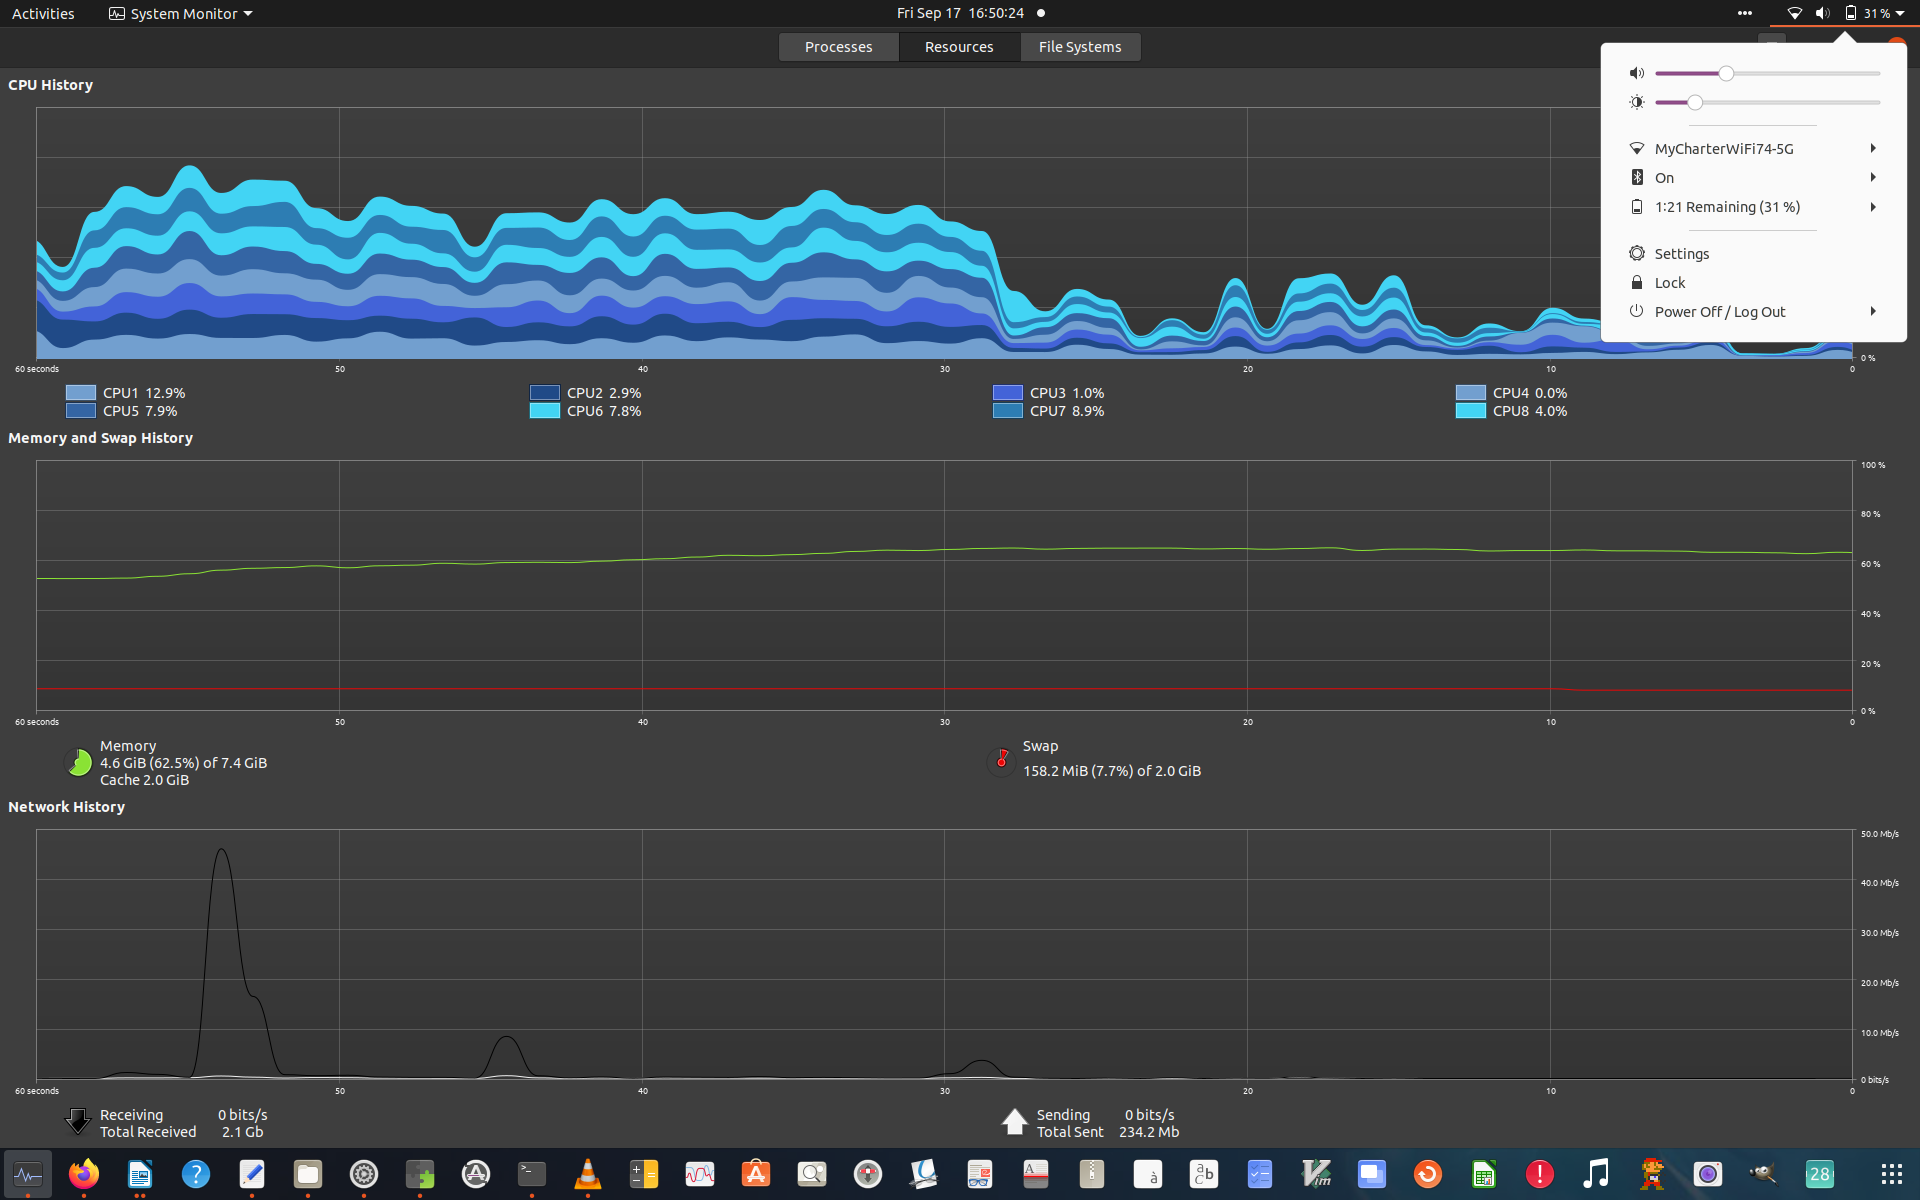 Activities
System Monitor
Fri Sep 17 16:50:24
31 %
Processes
Resources
File Systems
CPU History
MyCharterWiFi74-5G
On
1:21 Remaining (31 %)
Settings
Lock
Power Off / Log Out
0 %
60 seconds 50 40 30 20 10 0
CPU1 12.9% CPU2 2.9% CPU3 1.0% CPU4 0.0%
CPU5 7.9% CPU6 7.8% CPU7 8.9% CPU8 4.0%
Memory and Swap History
100 %
80 %
60 %
40 %
20 %
0 %
60 seconds 50 40 30 20 10 0
Memory
4.6 GiB (62.5%) of 7.4 GiB
Cache 2.0 GiB
Swap
158.2 MiB (7.7%) of 2.0 GiB
Network History
50.0 Mb/s
40.0 Mb/s
30.0 Mb/s
20.0 Mb/s
10.0 Mb/s
0 bits/s
60 seconds 50 40 30 20 10 0
Receiving 0 bits/s
Total Received 2.1 Gb
Sending 0 bits/s
Total Sent 234.2 Mb
28